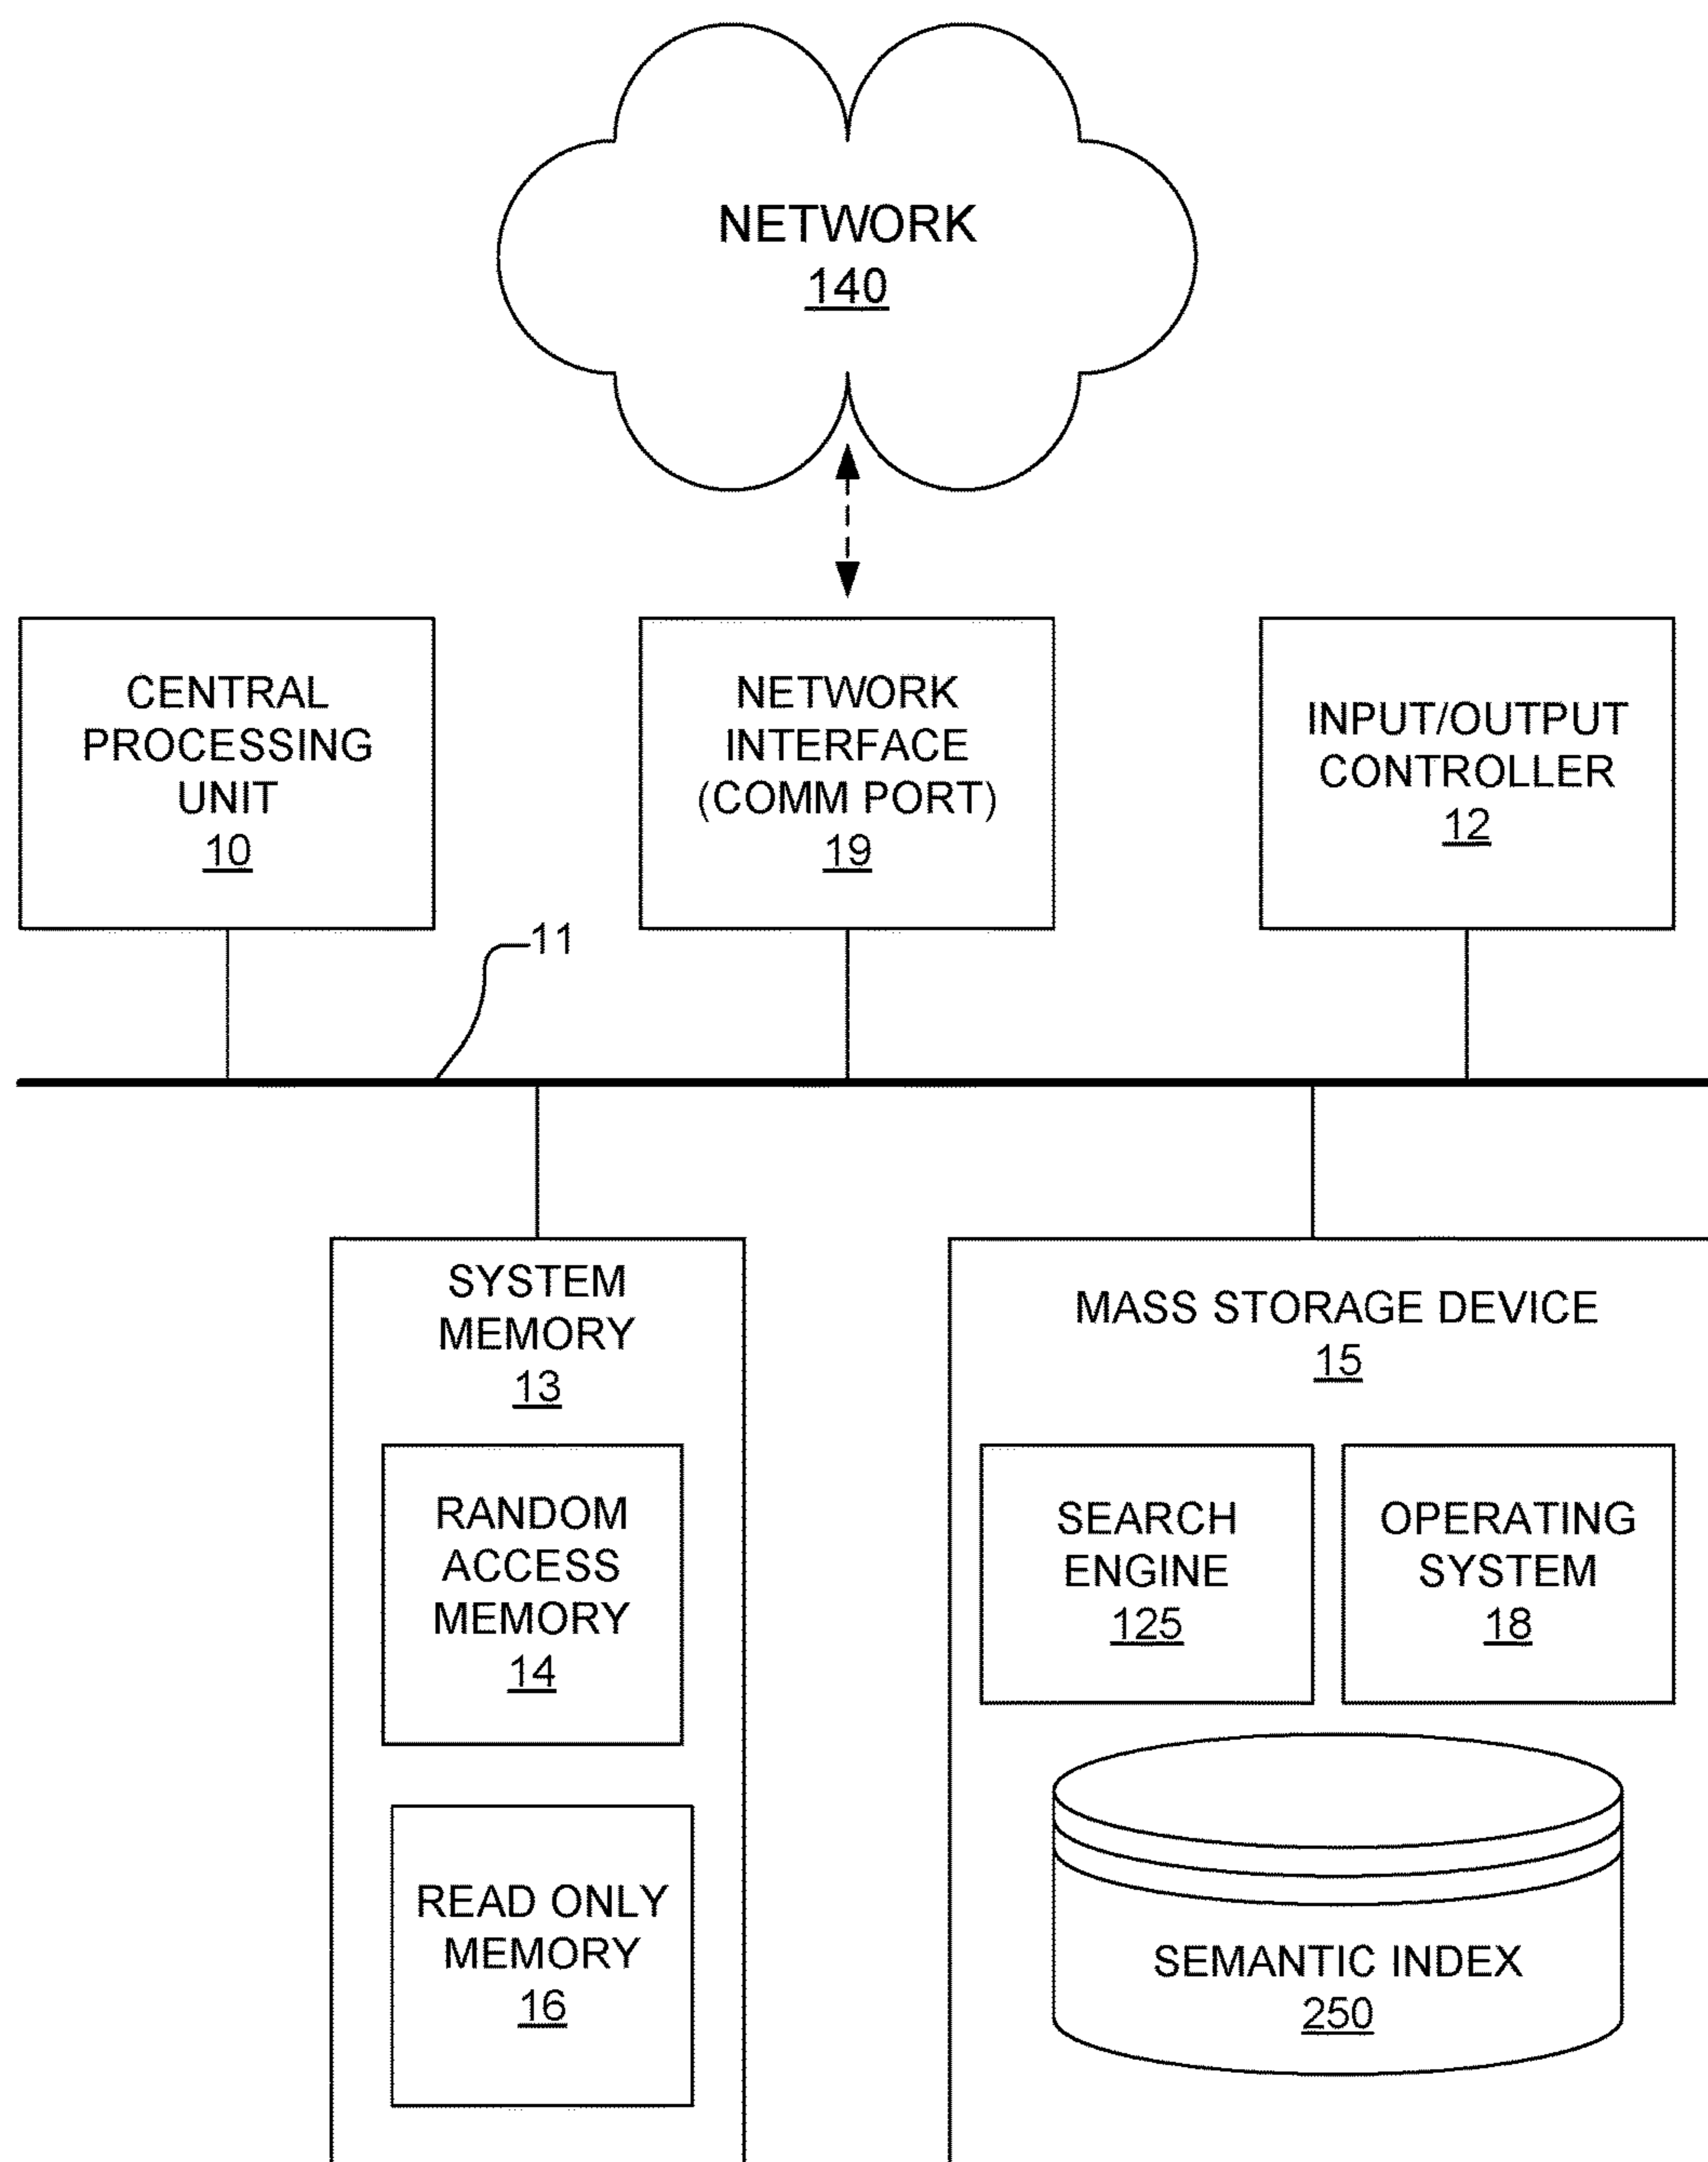 NETWORK
140
CENTRAL
PROCESSING
UNIT
10
NETWORK
INTERFACE
(COMM PORT)
19
INPUT/OUTPUT
CONTROLLER
12
11
SYSTEM
MEMORY
13
RANDOM
ACCESS
MEMORY
14
READ ONLY
MEMORY
16
MASS STORAGE DEVICE
15
SEARCH
ENGINE
125
OPERATING
SYSTEM
18
SEMANTIC INDEX
250